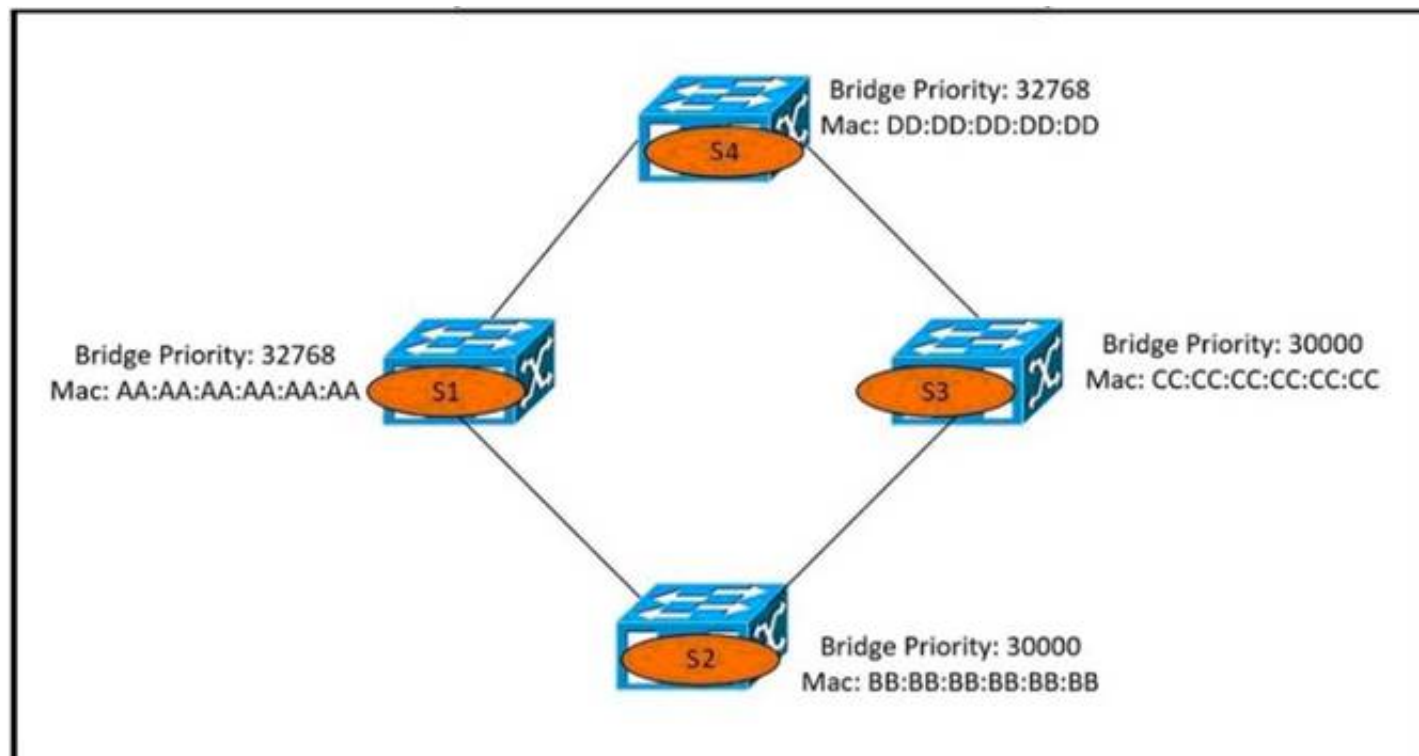 Bridge Priority: 32768
Mac: DD:DD:DD:DD:DD
S4
Bridge Priority: 32768
Mac: AA:AA:AA:AA:AA:AA
S1
S3
Bridge Priority: 30000
Mac: CC:CC:CC:CC:CC:CC
S2
Bridge Priority: 30000
Mac: BB:BB:BB:BB:BB:BB